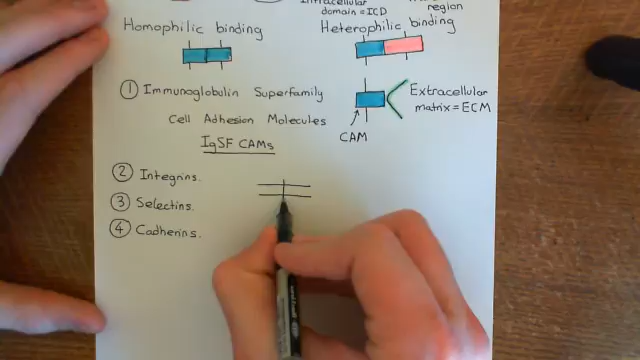 domain = ICD
region
Homophilic binding
Heterophilic binding
① Immunoglobulin Superfamily
Cell Adhesion Molecules
IgSF CAMs
Extracellular
matrix = ECM
CAM
② Integrins.
③ Selectins.
④ Cadherins.